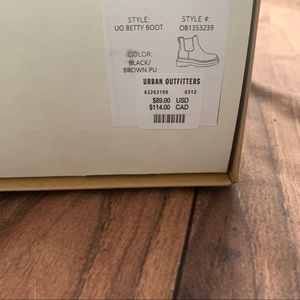 STYLE: STYLE #:
UO BETTY BOOT OB1353239
COLOR:
BLACK/
BROWN PU
URBAN OUTFITTERS
62263199 0312
$89.00 USD
$114.00 CAD